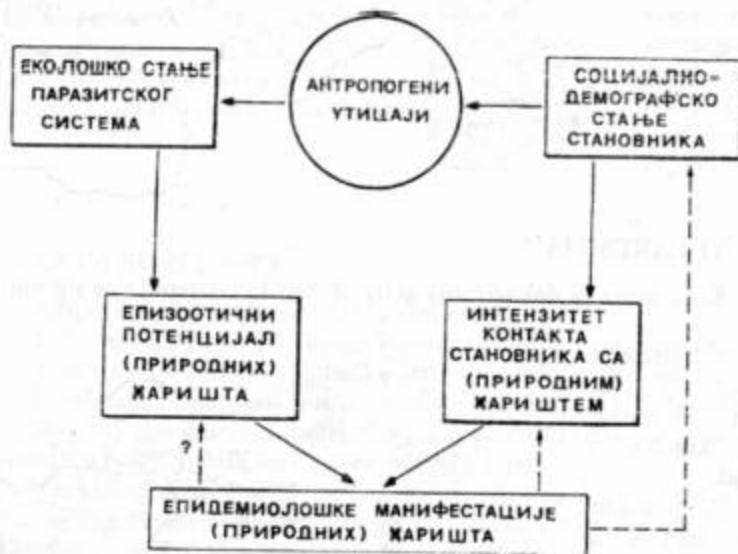 ЕКОЛОШКО СТАЊЕ
ПАРАЗИТСКОГ
СИСТЕМА
АНТРОПОГЕНИ
УТИЦАЈИ
СОЦИЈАЛНО-
ДЕМОГРАФСКО
СТАЊЕ
СТАНОВНИКА
ЕПИЗООТИЧНИ
ПОТЕНЦИЈАЛ
(ПРИРОДНИХ)
ЖАРИШТА
ИНТЕНЗИТЕТ
КОНТАКТА
СТАНОВНИКА СА
(ПРИРОДНИМ)
ЖАРИШТЕМ
?
ЕПИДЕМИОЛОШКЕ МАНИФЕСТАЦИЈЕ
(ПРИРОДНИХ) ЖАРИШТА